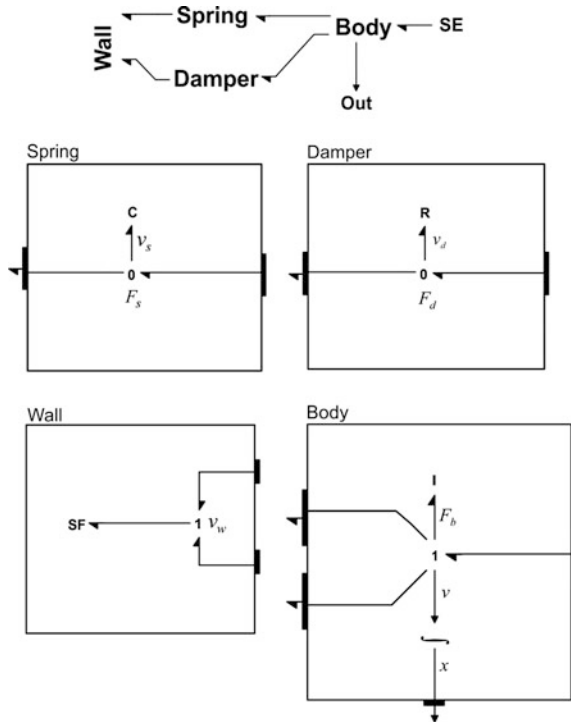 Spring
Wall
Body
SE
Damper
Out
Spring
C
v_s
0
F_s
Damper
R
v_d
0
F_d
Wall
SF
1 v_w
Body
I
F_b
1
v
∫
x